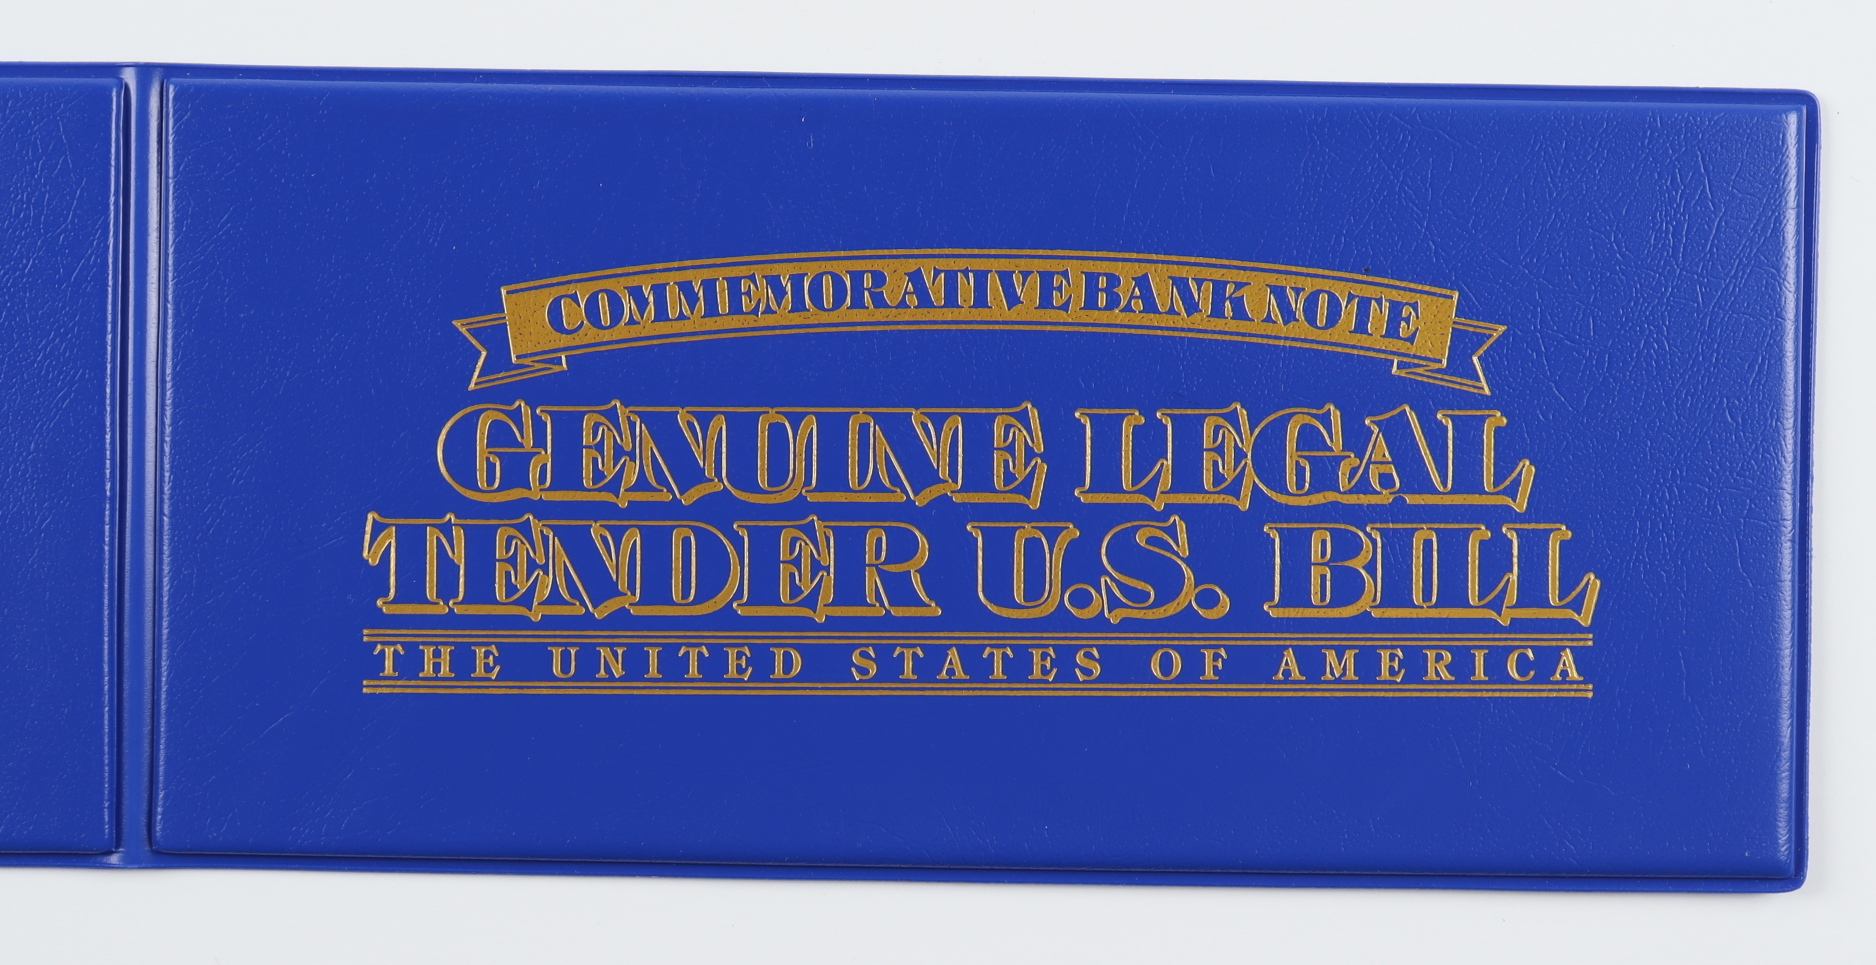 COMMEMORATIVE BANK NOTE
GENUINE LEGAL
TENDER U.S. BILL
THE UNITED STATES OF AMERICA